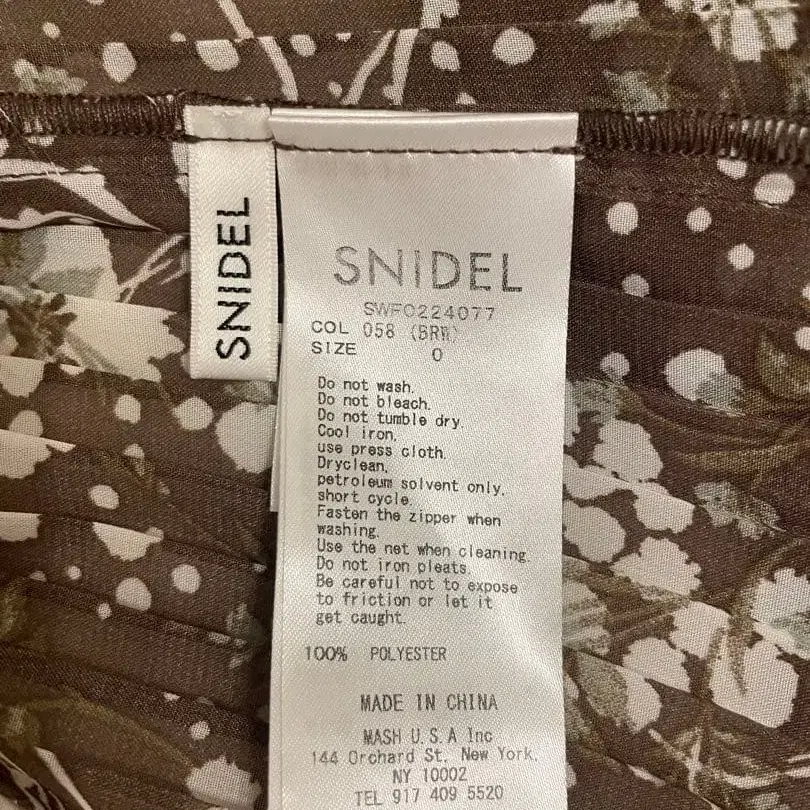 SNIDEL
SNIDEL
SWFO224077
COL 058 (BRW)
SIZE 0
Do not wash.
Do not bleach.
Do not tumble dry.
Cool iron.
use press cloth.
Dryclean,
petroleum solvent only,
short cycle.
Fasten the zipper when
washing.
Use the net when cleaning.
Do not iron pleats.
Be careful not to expose
to friction or let it
get caught.
100% POLYESTER
MADE IN CHINA
MASH U.S.A Inc
144 Orchard St. New York,
NY 10002
TEL 917 409 5520